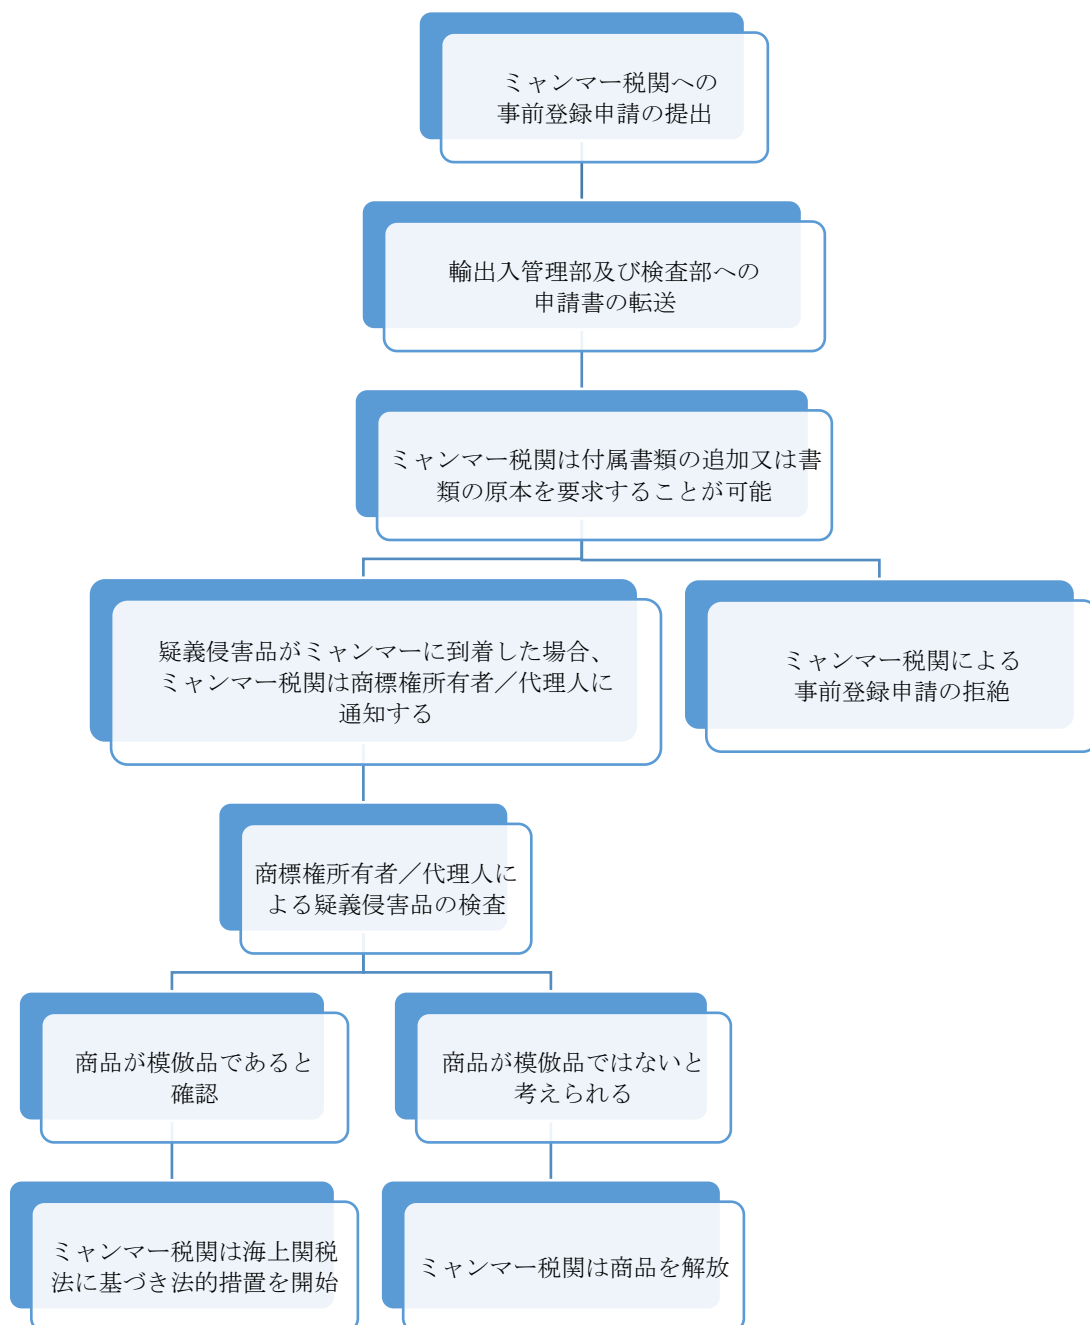 ミャンマー税関への
事前登録申請の提出
輸出入管理部及び検査部への
申請書の転送
ミャンマー税関は付属書類の追加又は書
類の原本を要求することが可能
疑義侵害品がミャンマーに到着した場合、
ミャンマー税関は商標権所有者／代理人に
通知する
ミャンマー税関による
事前登録申請の拒絶
商標権所有者／代理人に
よる疑義侵害品の検査
商品が模倣品であると
確認
商品が模倣品ではないと
考えられる
ミャンマー税関は海上関税
法に基づき法的措置を開始
ミャンマー税関は商品を解放